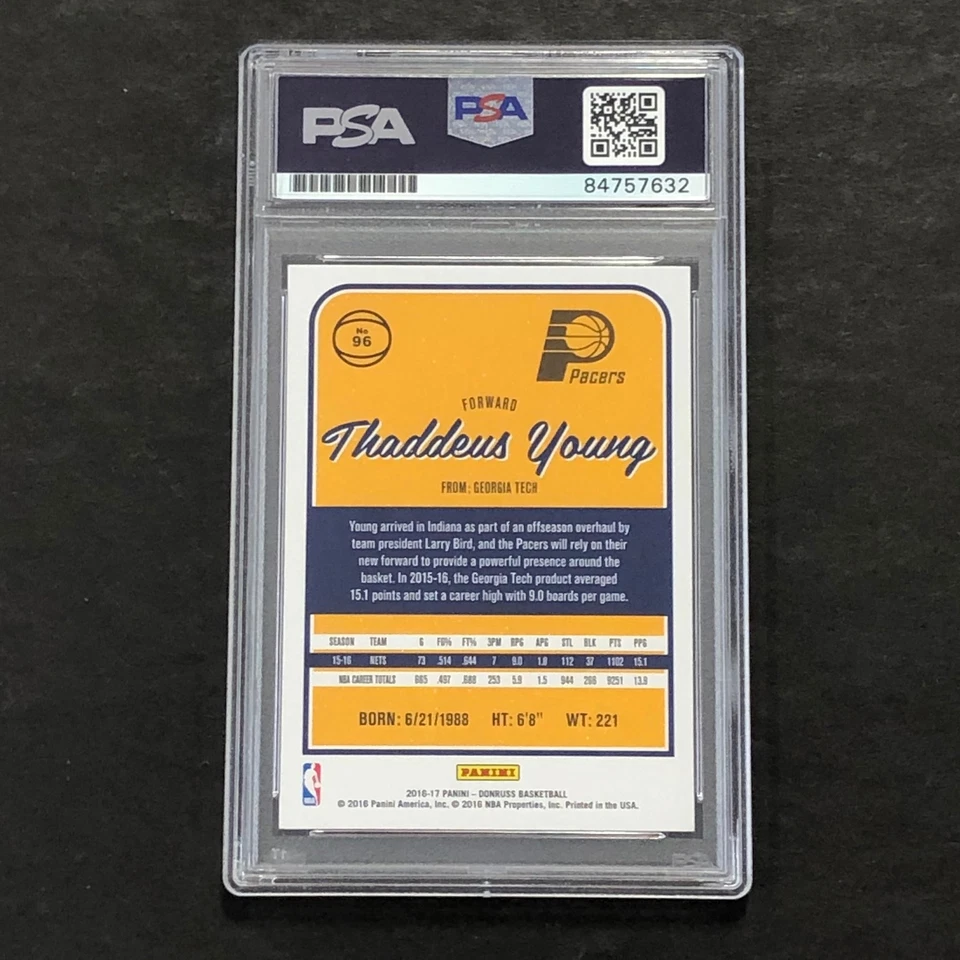 PSA
PSA
84757632
No
96
Pacers
FORWARD
Thaddeus Young
FROM: GEORGIA TECH
Young arrived in Indiana as part of an offseason overhaul by
team president Larry Bird, and the Pacers will rely on their
new forward to provide a powerful presence around the
basket. In 2015-16, the Georgia Tech product averaged
15.1 points and set a career high with 9.0 boards per game.
SEASON TEAM G FG% FT% 3PM RPG APG STL BLK PTS PPG
15-16 NETS 73 .514 .644 7 9.0 1.8 112 37 1102 15.1
NBA CAREER TOTALS 665 .497 .688 253 5.9 1.5 944 266 9251 13.9
BORN: 6/21/1988 HT: 6'8" WT: 221
PANINI
2016-17 PANINI – DONRUSS BASKETBALL
© 2016 Panini America, Inc. © 2016 NBA Properties, Inc. Printed in the USA.